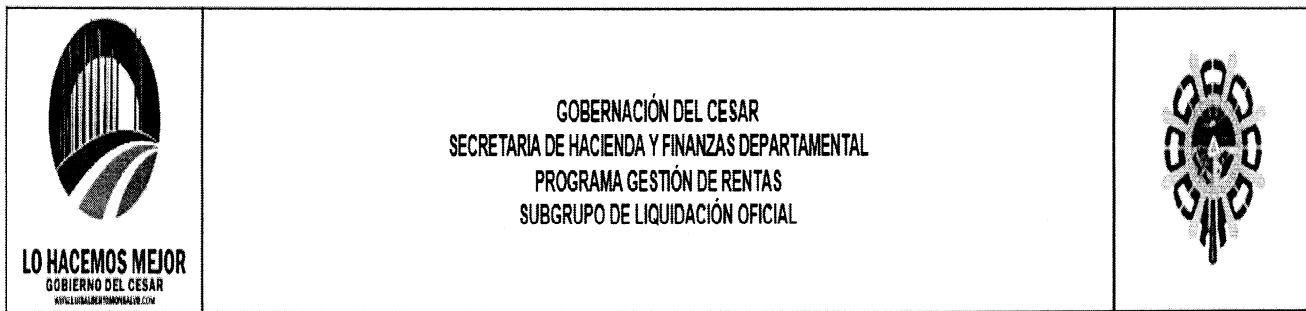 LO HACEMOS MEJOR
GOBIERNO DEL CESAR
GOBERNACIÓN DEL CESAR
SECRETARIA DE HACIENDA Y FINANZAS DEPARTAMENTAL
PROGRAMA GESTIÓN DE RENTAS
SUBGRUPO DE LIQUIDACIÓN OFICIAL